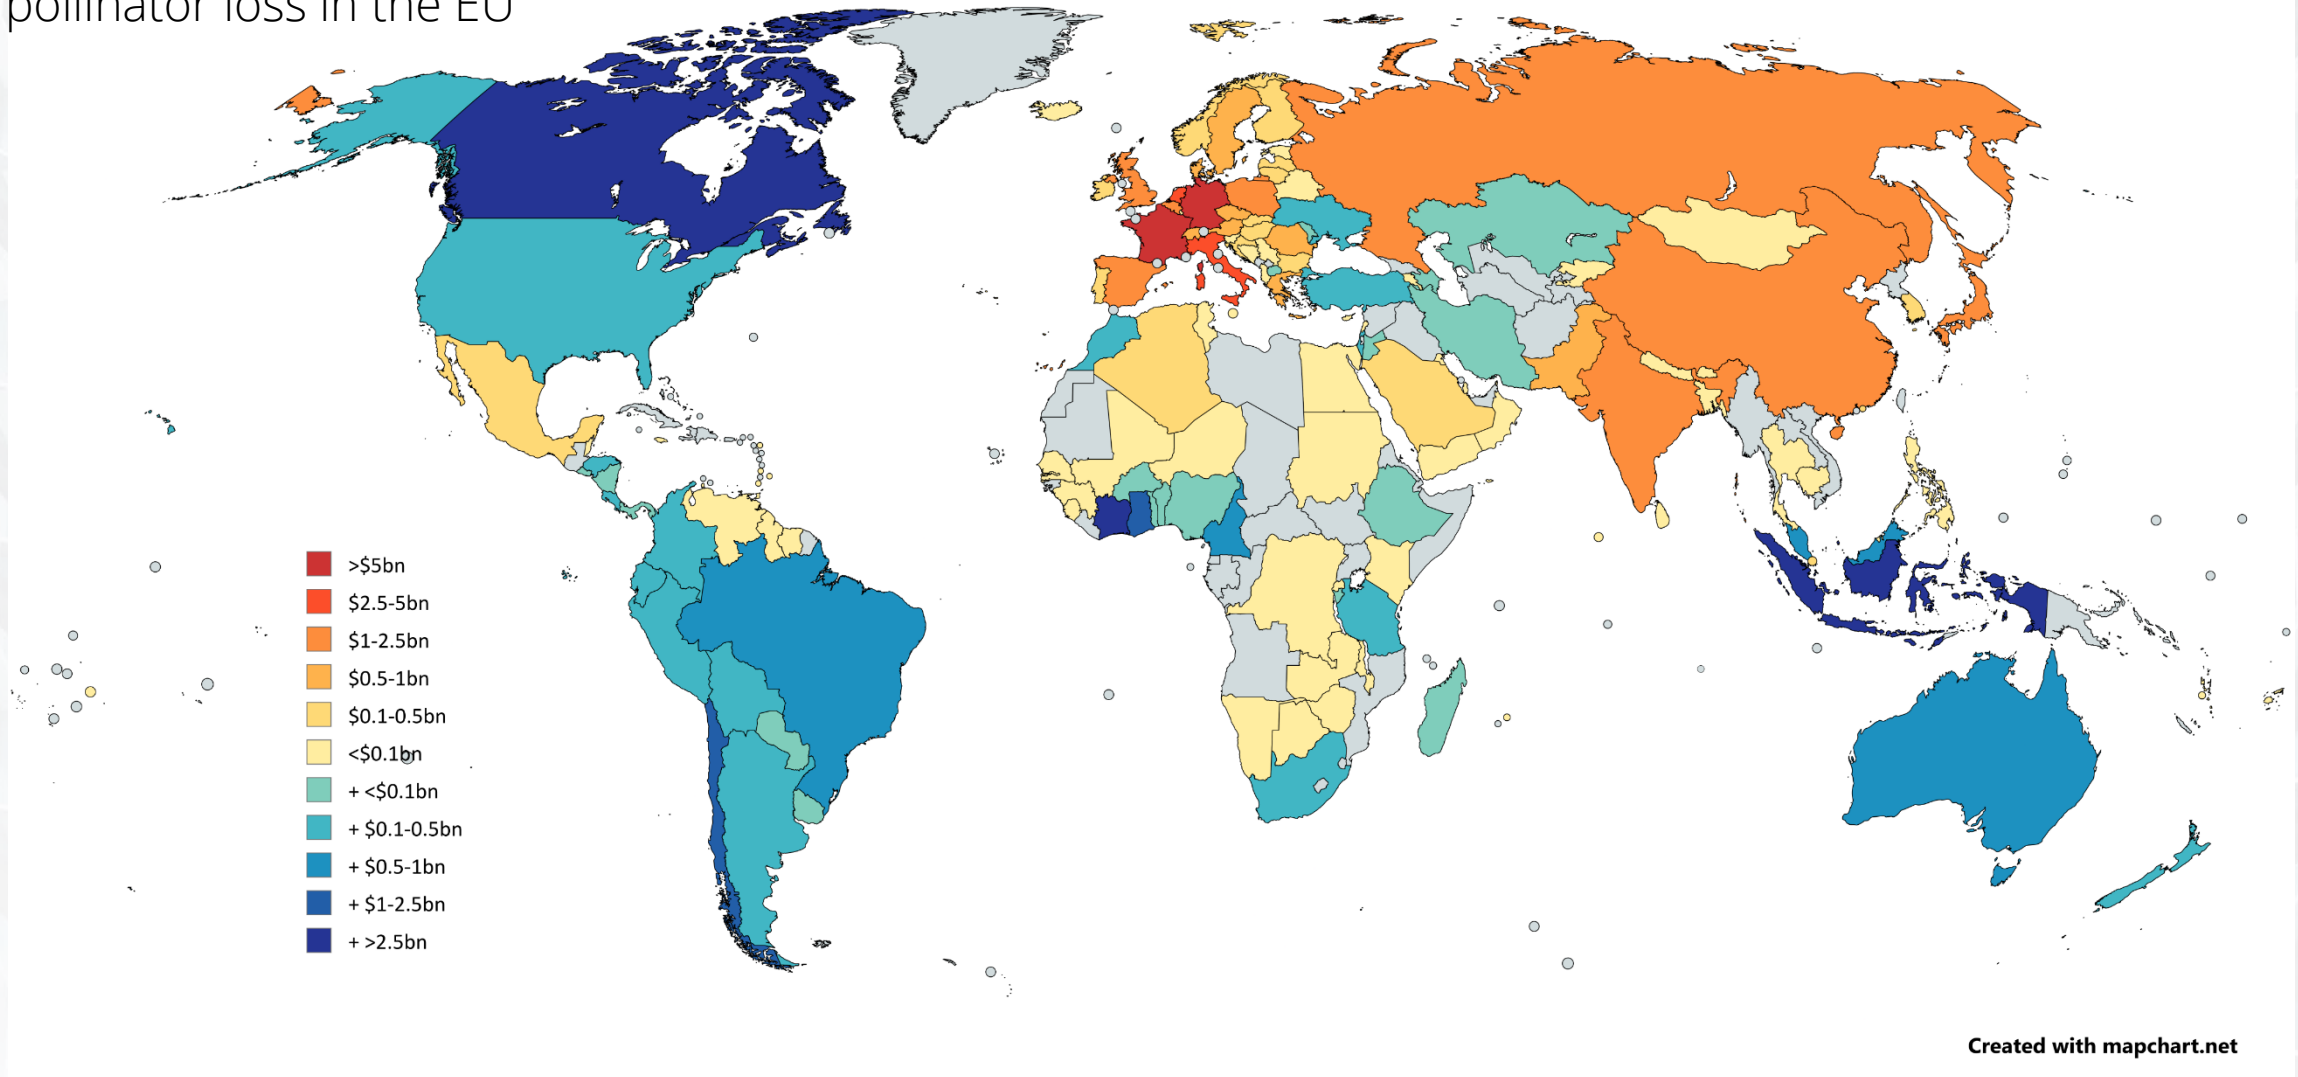 pollinator loss in the EU
>$5bn
$2.5-5bn
$1-2.5bn
$0.5-1bn
$0.1-0.5bn
<$0.1bn
+ <$0.1bn
+ $0.1-0.5bn
+ $0.5-1bn
+ $1-2.5bn
+ >2.5bn
Created with mapchart.net